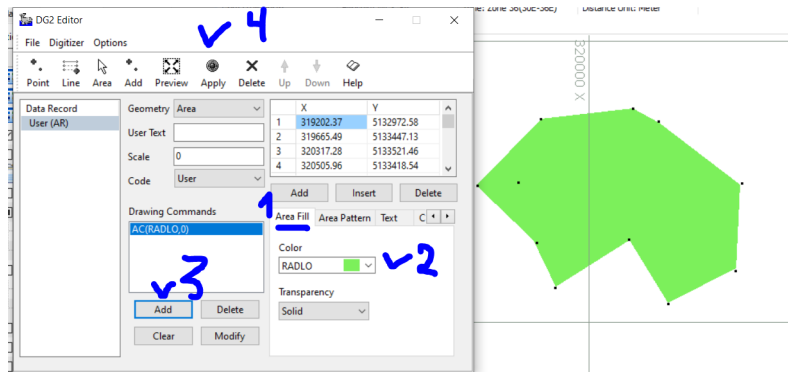 ne: Zone 36(30E-36E) Distance Unit: Meter
DG2 Editor
4
File Digitizer Options
Point Line Area Add Preview Apply Delete Up Down Help
Data Record
User (AR)
Geometry Area
User Text
Scale 0
Code User
X Y
1 319202.37 5132972.58
2 319665.49 5133447.13
3 320317.28 5133521.46
4 320505.96 5133418.54
Add Insert Delete
1
Drawing Commands
AC(RADLO,0)
3
Add Delete
Clear Modify
Area Fill Area Pattern Text C
Color
RADLO
2
Transparency
Solid
320000 X